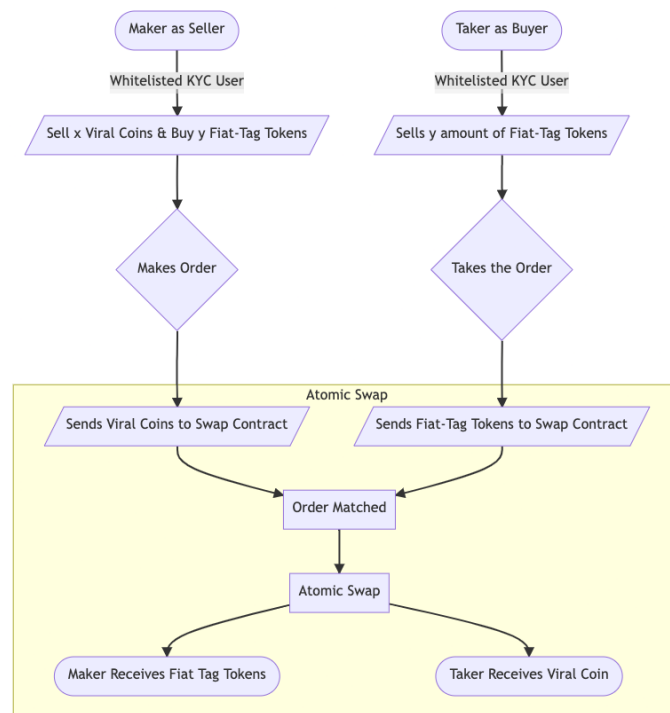 Maker as Seller
Taker as Buyer
Whitelisted KYC User
Whitelisted KYC User
Sell x Viral Coins & Buy y Fiat-Tag Tokens
Sells y amount of Fiat-Tag Tokens
Makes Order
Takes the Order
Atomic Swap
Sends Viral Coins to Swap Contract
Sends Fiat-Tag Tokens to Swap Contract
Order Matched
Atomic Swap
Maker Receives Fiat Tag Tokens
Taker Receives Viral Coin